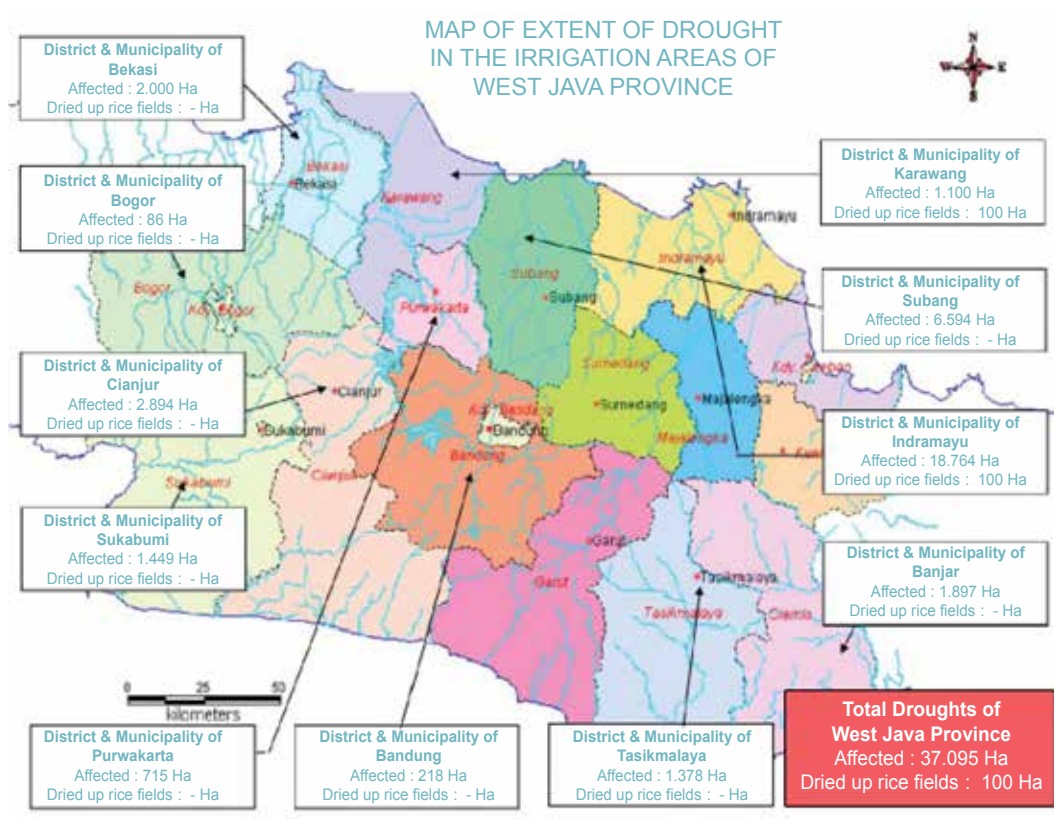 MAP OF EXTENT OF DROUGHT
IN THE IRRIGATION AREAS OF
WEST JAVA PROVINCE
N
W
E
S
District & Municipality of
Bekasi
Affected : 2.000 Ha
Dried up rice fields : - Ha
District & Municipality of
Bogor
Affected : 86 Ha
Dried up rice fields : - Ha
District & Municipality of
Cianjur
Affected : 2.894 Ha
Dried up rice fields : - Ha
District & Municipality of
Sukabumi
Affected : 1.449 Ha
Dried up rice fields : - Ha
District & Municipality of
Karawang
Affected : 1.100 Ha
Dried up rice fields : 100 Ha
District & Municipality of
Subang
Affected : 6.594 Ha
Dried up rice fields : - Ha
District & Municipality of
Indramayu
Affected : 18.764 Ha
Dried up rice fields : 100 Ha
District & Municipality of
Banjar
Affected : 1.897 Ha
Dried up rice fields : - Ha
Bekasi
Bekasi
Karawang
Indramayu
Indramayu
Subang
Subang
Purwakarta
Bogor
Kdy. Bogor
Sumedang
Sumedang
Kdy.
Majalengka
Majalengka
Cianjur
Cianjur
Sukabumi
Sukabumi
Kdy. Bandung
Bandung
Bandung
Garut
Garut
Tasikmalaya
Tasikmalaya
Ciamis
0 25 50
kilometers
District & Municipality of
Purwakarta
Affected : 715 Ha
Dried up rice fields : - Ha
District & Municipality of
Bandung
Affected : 218 Ha
Dried up rice fields : - Ha
District & Municipality of
Tasikmalaya
Affected : 1.378 Ha
Dried up rice fields : - Ha
Total Droughts of
West Java Province
Affected : 37.095 Ha
Dried up rice fields : 100 Ha